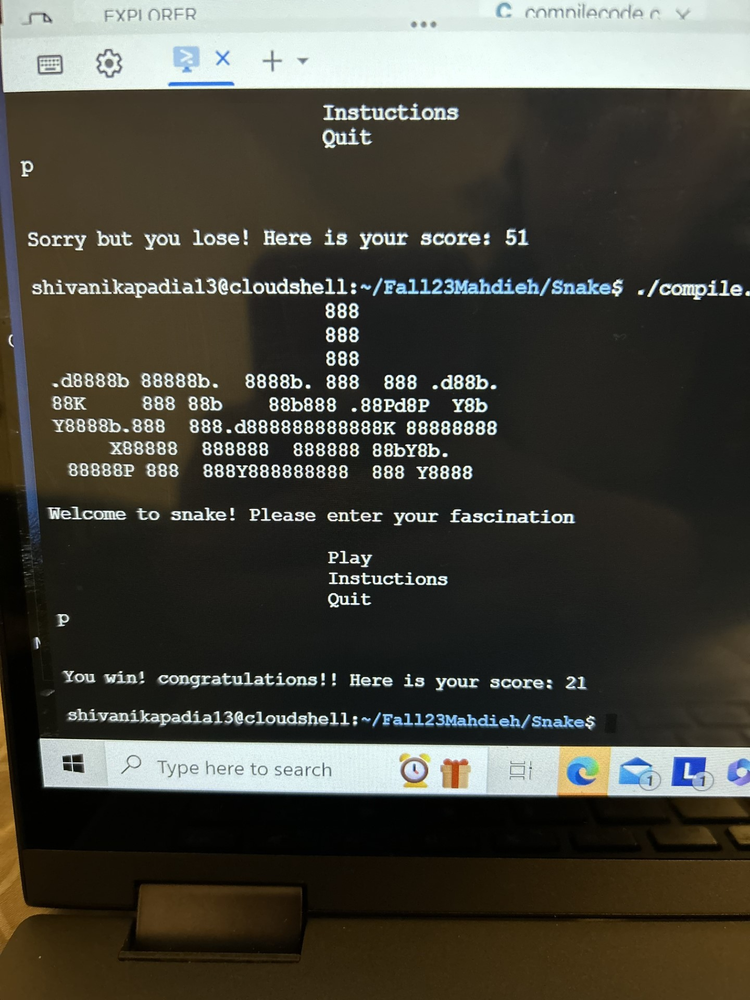 EXPLORER
compilecode.c
Instuctions
Quit
p
Sorry but you lose! Here is your score: 51
shivanikapadia13@cloudshell:~/Fall23Mahdieh/Snake$ ./compile.
888
888
888
.d8888b 88888b.  8888b. 888  888 .d88b.
88K     888 88b    88b888 .88Pd8P  Y8b
Y8888b.888  888.d888888888888K 88888888
X88888  888888  888888 88bY8b.
88888P 888  888Y888888888  888 Y8888
Welcome to snake! Please enter your fascination
Play
Instuctions
Quit
p
You win! congratulations!! Here is your score: 21
shivanikapadia13@cloudshell:~/Fall23Mahdieh/Snake$
Type here to search
L
1
1